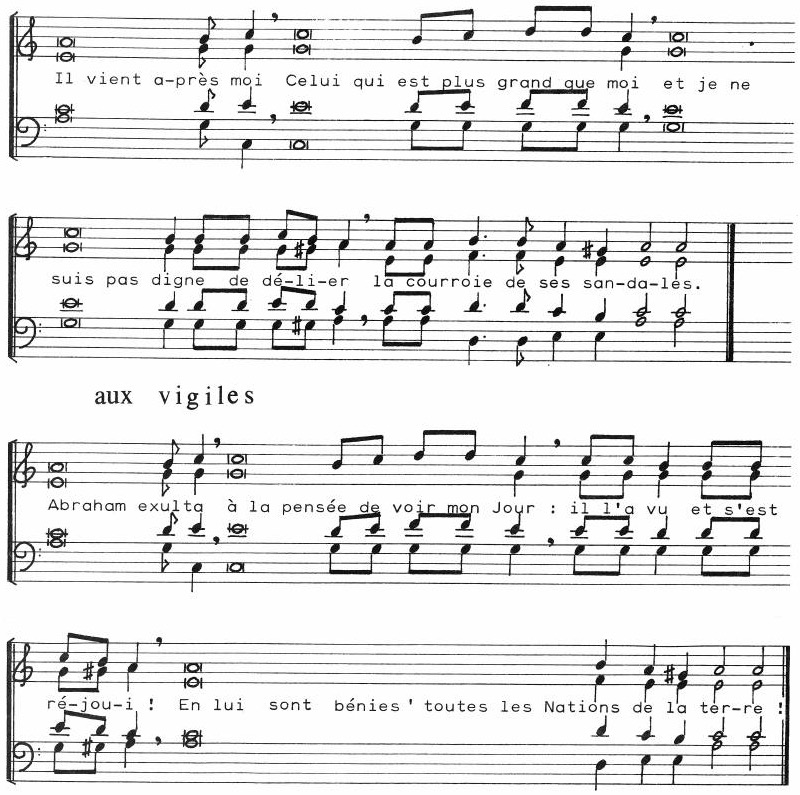 Il vient a-près moi Celui qui est plus grand que moi et je ne
suis pas digne de dé-li-er la courroie de ses san-da-les.
aux vigiles
Abraham exulta à la pensée de voir mon Jour : il l'a vu et s'est
ré-jou-i ! En lui sont bénies ' toutes les Nations de la ter-re !